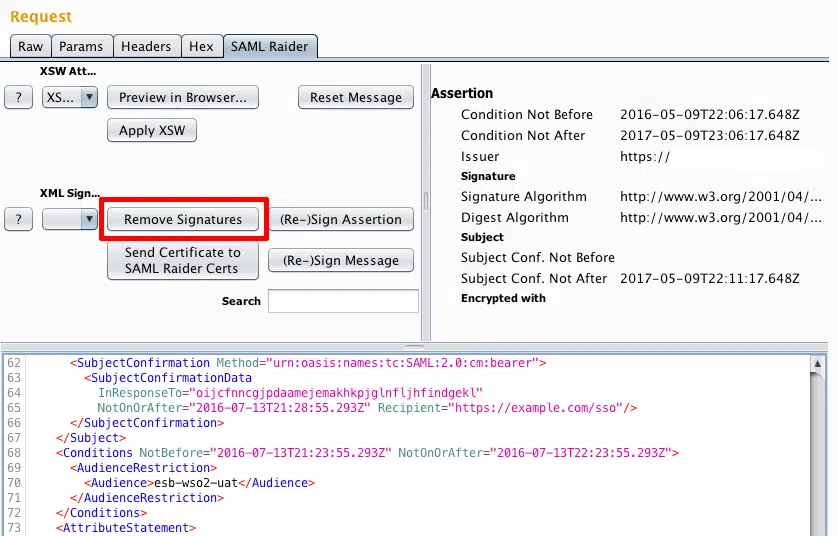 Request
Raw Params Headers Hex SAML Raider
XSW Att...
? XS... Preview in Browser... Reset Message
Apply XSW
XML Sign...
? Remove Signatures (Re-)Sign Assertion
Send Certificate to
SAML Raider Certs
(Re-)Sign Message
Search
Assertion
Condition Not Before 2016-05-09T22:06:17.648Z
Condition Not After 2017-05-09T23:06:17.648Z
Issuer https://
Signature
Signature Algorithm http://www.w3.org/2001/04/...
Digest Algorithm http://www.w3.org/2001/04/...
Subject
Subject Conf. Not Before
Subject Conf. Not After 2017-05-09T22:11:17.648Z
Encrypted with
62 <SubjectConfirmation Method="urn:oasis:names:tc:SAML:2.0:cm:bearer">
63 <SubjectConfirmationData
64 InResponseTo="oijcfnncgjpdaamejemakhkpjglnfljhfindgekl"
65 NotOnOrAfter="2016-07-13T21:28:55.293Z" Recipient="https://example.com/sso"/>
66 </SubjectConfirmation>
67 </Subject>
68 <Conditions NotBefore="2016-07-13T21:23:55.293Z" NotOnOrAfter="2016-07-13T22:23:55.293Z">
69 <AudienceRestriction>
70 <Audience>esb-wso2-uat</Audience>
71 </AudienceRestriction>
72 </Conditions>
73 <AttributeStatement>